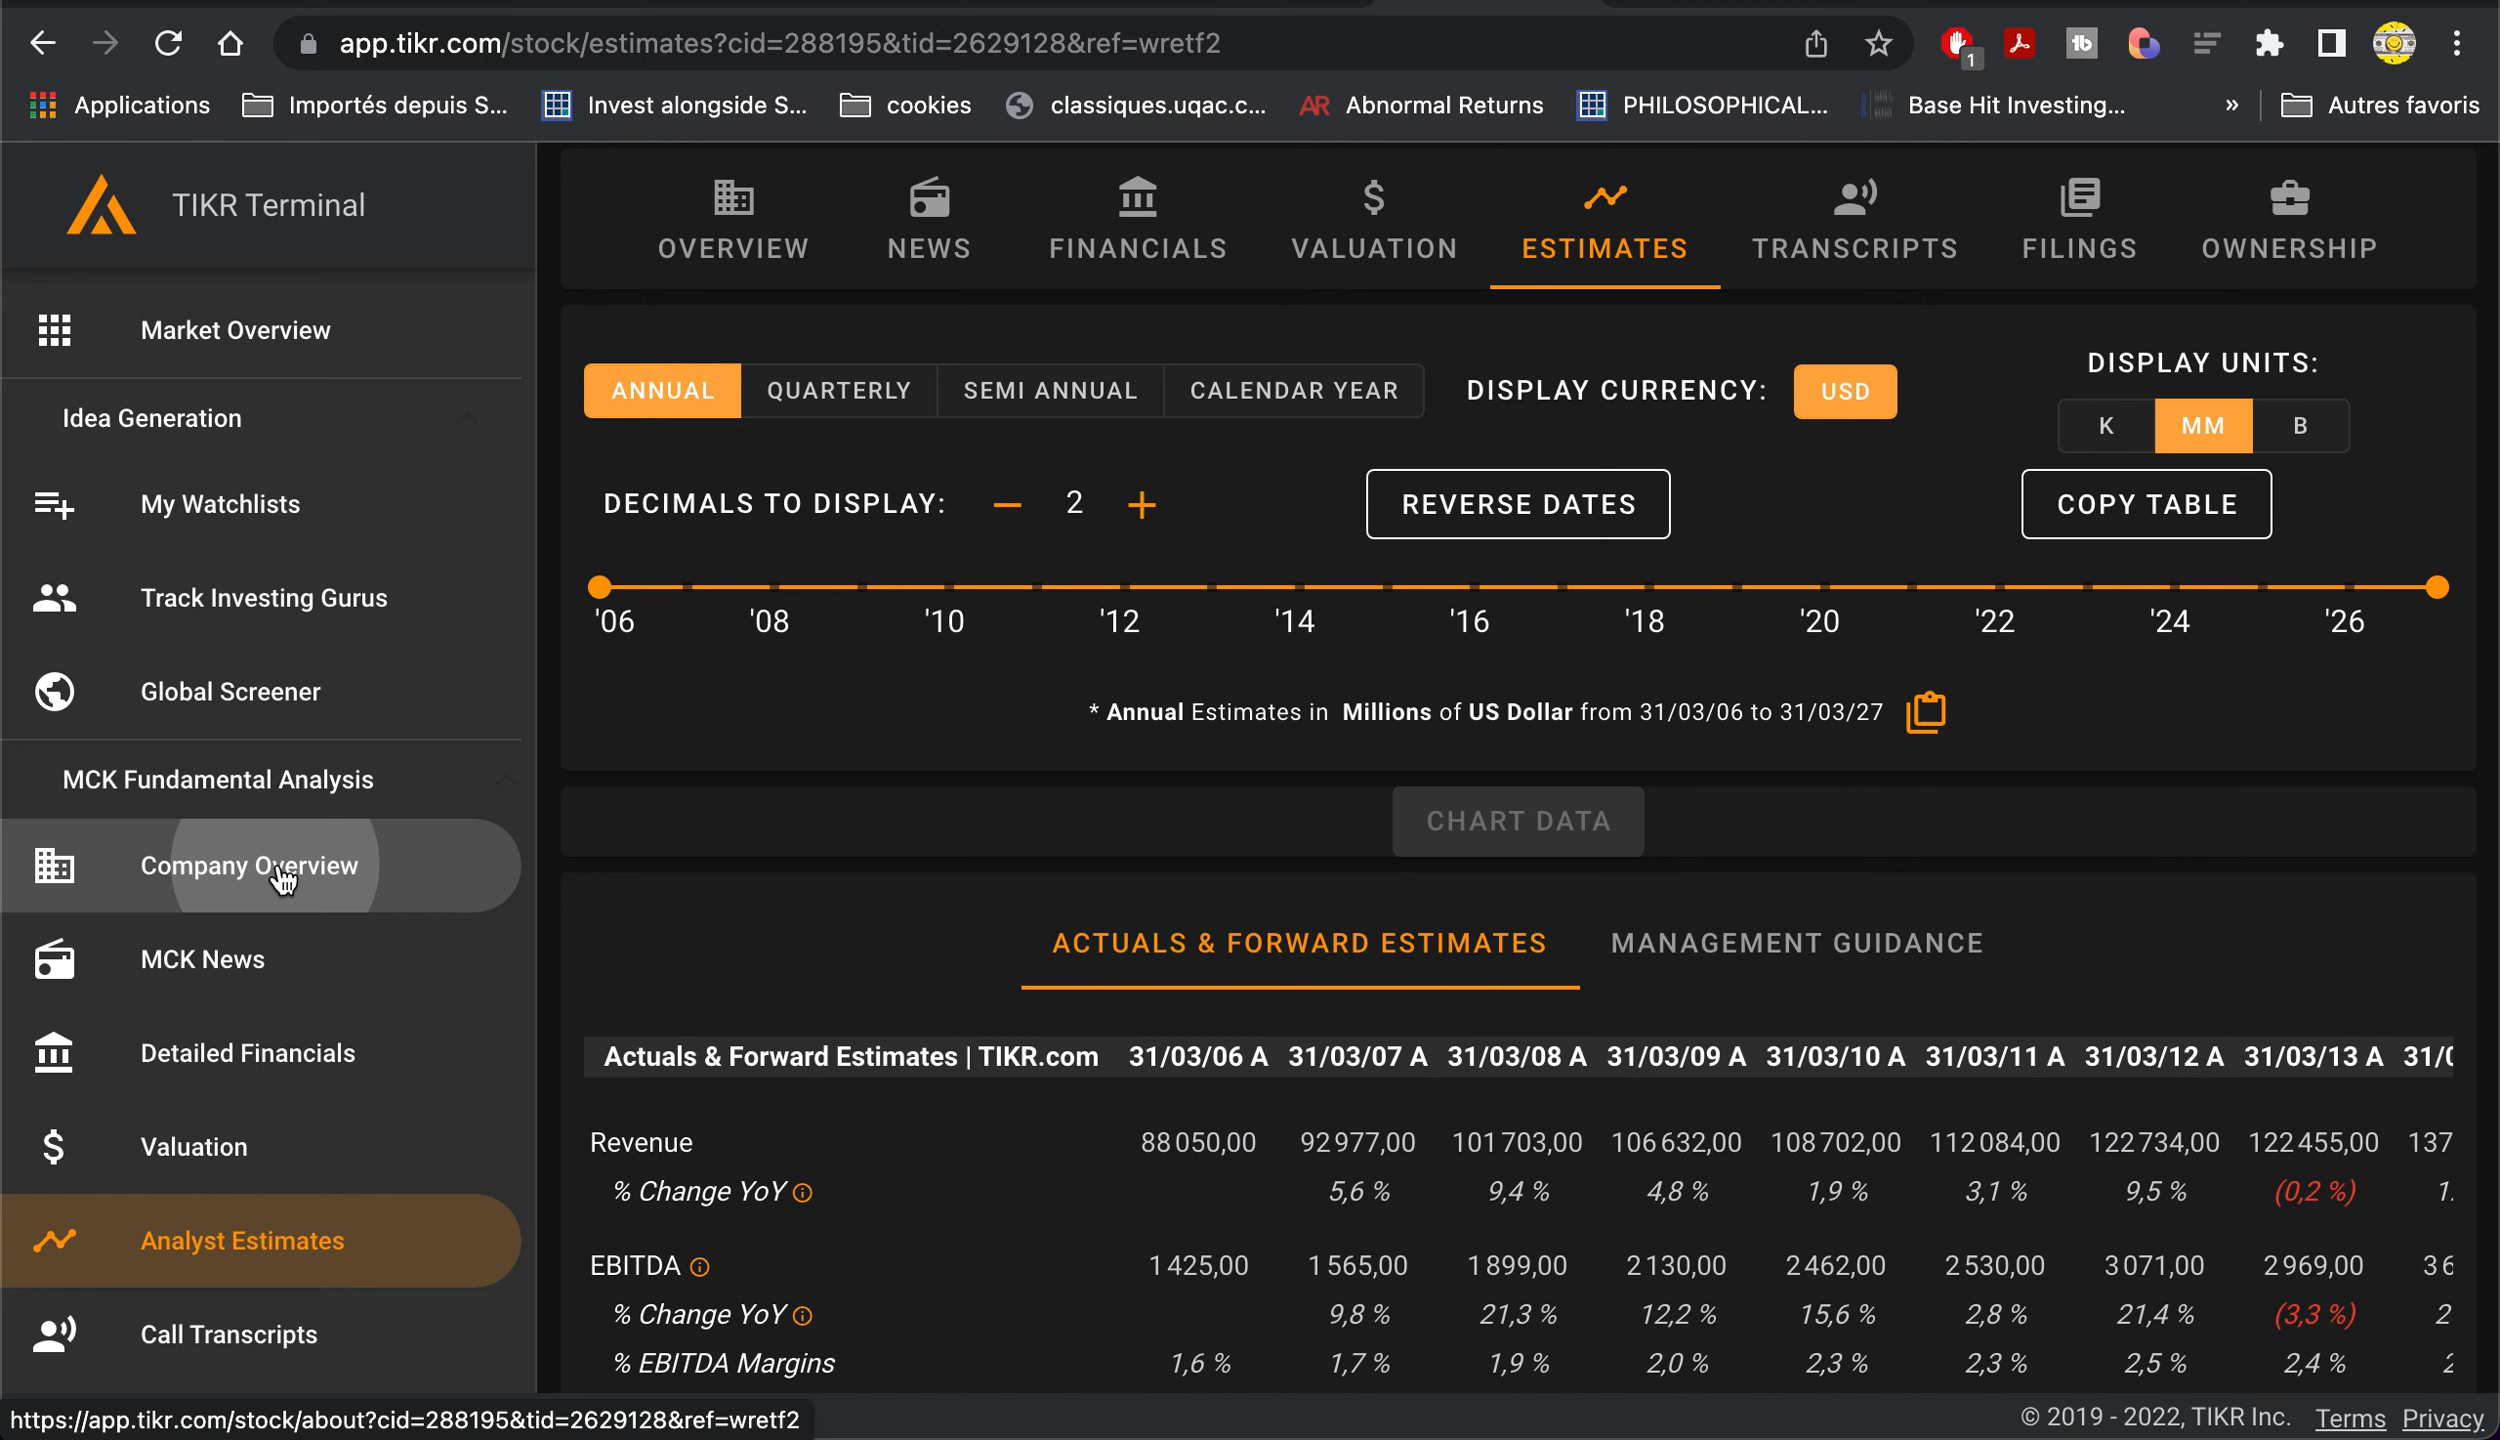 app.tikr.com/stock/estimates?cid=288195&tid=2629128&ref=wretf2
1
Applications
Importés depuis S...
Invest alongside S...
cookies
classiques.uqac.c...
AR Abnormal Returns
PHILOSOPHICAL...
Base Hit Investing...
»
Autres favoris
TIKR Terminal
Market Overview
Idea Generation
My Watchlists
Track Investing Gurus
Global Screener
MCK Fundamental Analysis
Company Overview
MCK News
Detailed Financials
Valuation
Analyst Estimates
Call Transcripts
OVERVIEW NEWS FINANCIALS VALUATION ESTIMATES TRANSCRIPTS FILINGS OWNERSHIP
ANNUAL QUARTERLY SEMI ANNUAL CALENDAR YEAR
DISPLAY CURRENCY: USD
DISPLAY UNITS:
K MM B
DECIMALS TO DISPLAY: − 2 +
REVERSE DATES
COPY TABLE
'06 '08 '10 '12 '14 '16 '18 '20 '22 '24 '26
* Annual Estimates in Millions of US Dollar from 31/03/06 to 31/03/27
CHART DATA
ACTUALS & FORWARD ESTIMATES MANAGEMENT GUIDANCE
Actuals & Forward Estimates | TIKR.com 31/03/06 A 31/03/07 A 31/03/08 A 31/03/09 A 31/03/10 A 31/03/11 A 31/03/12 A 31/03/13 A
Revenue 88 050,00 92 977,00 101 703,00 106 632,00 108 702,00 112 084,00 122 734,00 122 455,00 137
% Change YoY 5,6 % 9,4 % 4,8 % 1,9 % 3,1 % 9,5 % (0,2 %) 1
EBITDA 1 425,00 1 565,00 1 899,00 2 130,00 2 462,00 2 530,00 3 071,00 2 969,00 3 6
% Change YoY 9,8 % 21,3 % 12,2 % 15,6 % 2,8 % 21,4 % (3,3 %) 2
% EBITDA Margins 1,6 % 1,7 % 1,9 % 2,0 % 2,3 % 2,3 % 2,5 % 2,4 % 2
https://app.tikr.com/stock/about?cid=288195&tid=2629128&ref=wretf2
© 2019 - 2022, TIKR Inc. Terms Privacy